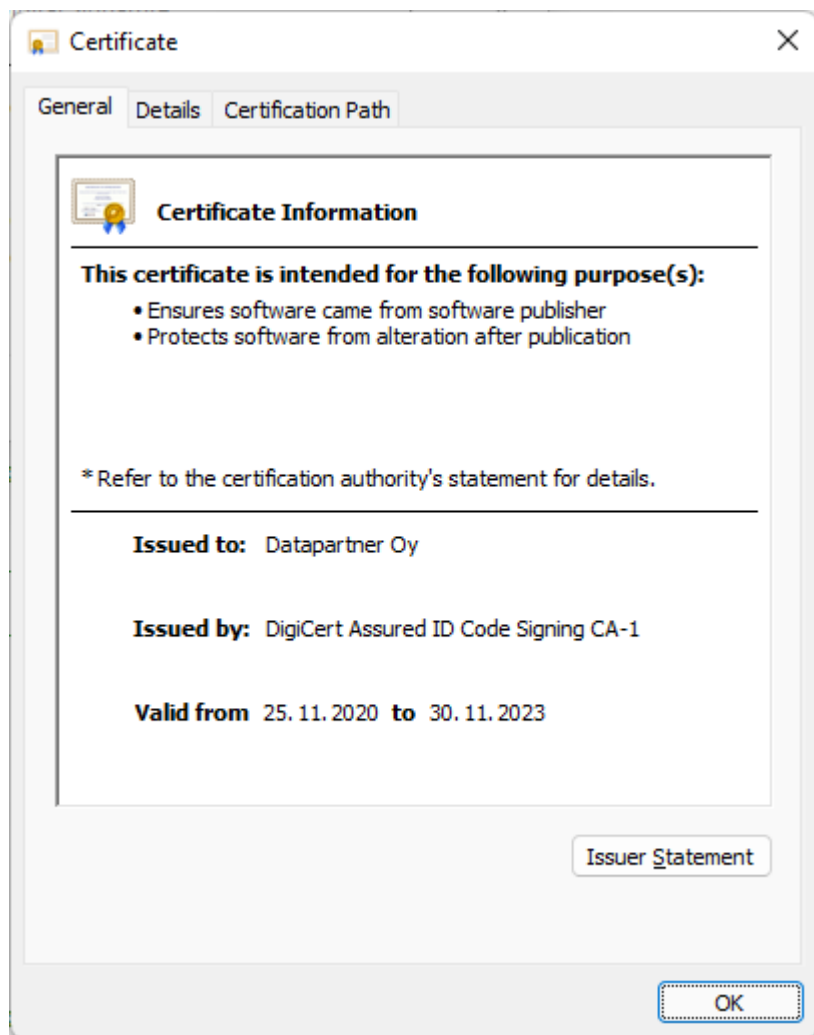 Certificate
General Details Certification Path
Certificate Information
This certificate is intended for the following purpose(s):
• Ensures software came from software publisher
• Protects software from alteration after publication
* Refer to the certification authority's statement for details.
Issued to: Datapartner Oy
Issued by: DigiCert Assured ID Code Signing CA-1
Valid from 25.11.2020 to 30.11.2023
Issuer Statement
OK